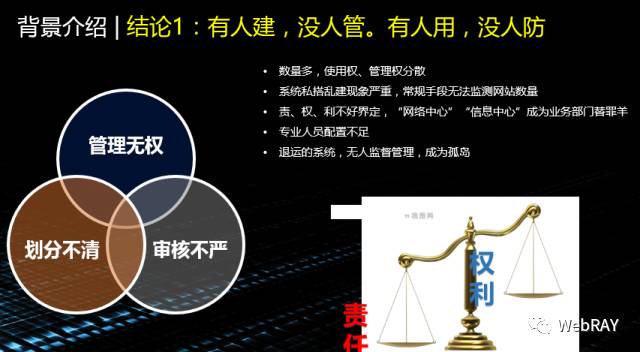 背景介绍 | 结论1：有人建，没人管。有人用，没人防
• 数量多，使用权、管理权分散
• 系统私搭乱建现象严重，常规手段无法监测网站数量
• 责、权、利不好界定，“网络中心”“信息中心”成为业务部门替罪羊
• 专业人员配置不足
• 退运的系统，无人监督管理，成为孤岛
管理无权
划分不清
审核不严
权利
责任
WebRAY